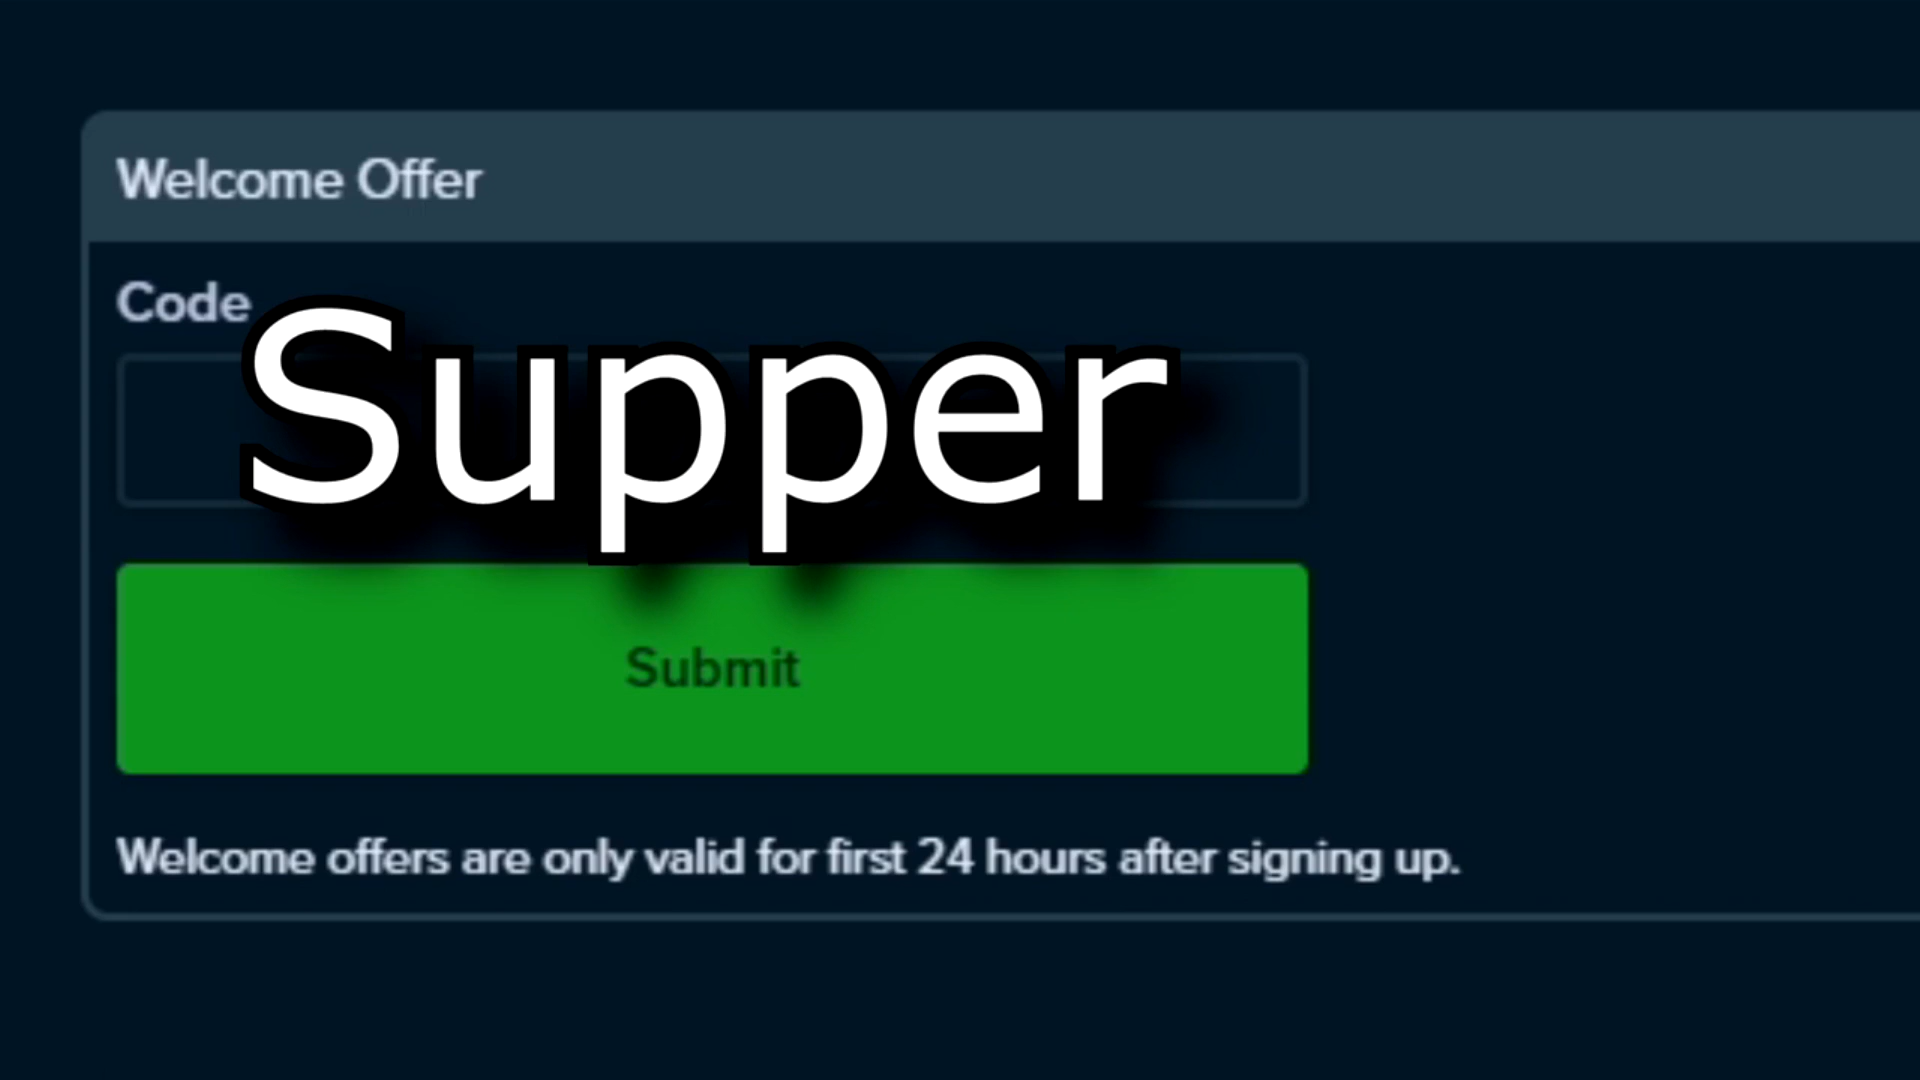 Welcome Offer
Code
Supper
Submit
Welcome offers are only valid for first 24 hours after signing up.